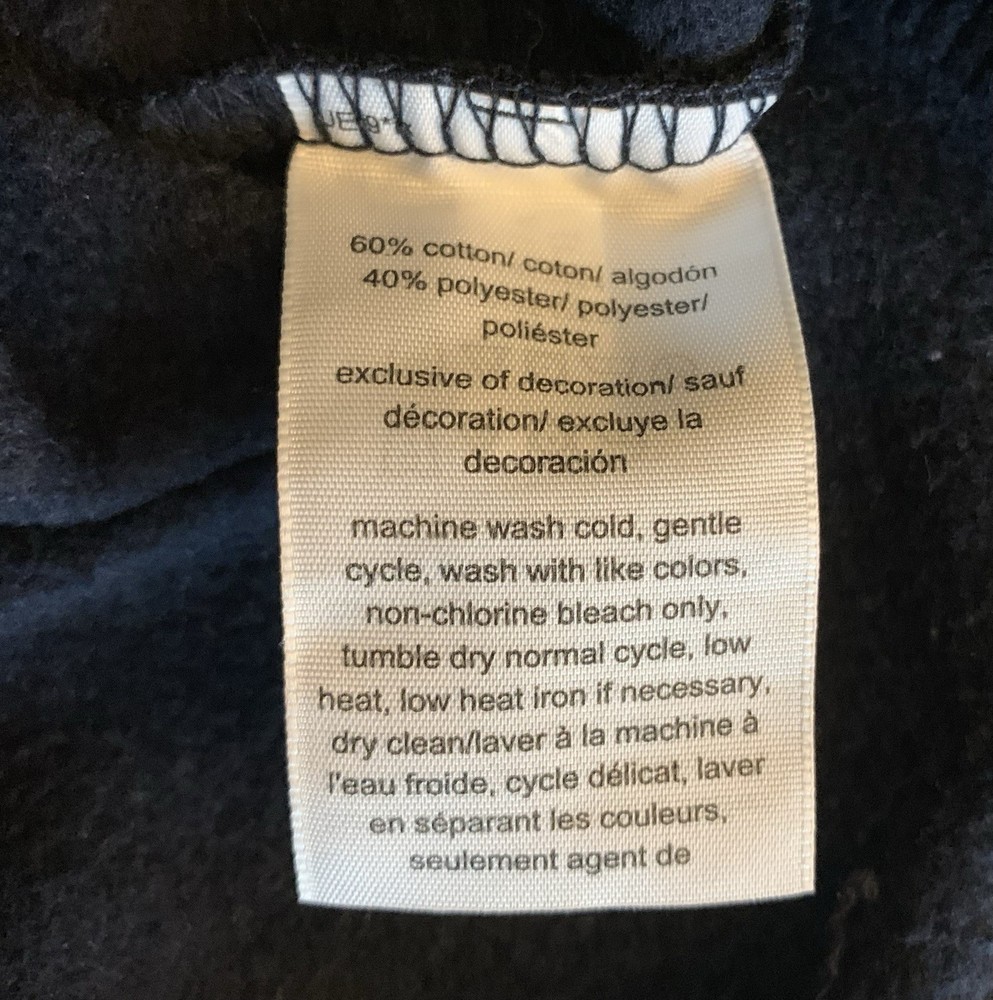 60% cotton/ coton/ algodón
40% polyester/ polyester/
poliéster
exclusive of decoration/ sauf
décoration/ excluye la
decoración
machine wash cold, gentle
cycle, wash with like colors,
non-chlorine bleach only,
tumble dry normal cycle, low
heat, low heat iron if necessary,
dry clean/laver à la machine à
l'eau froide, cycle délicat, laver
en séparant les couleurs,
seulement agent de